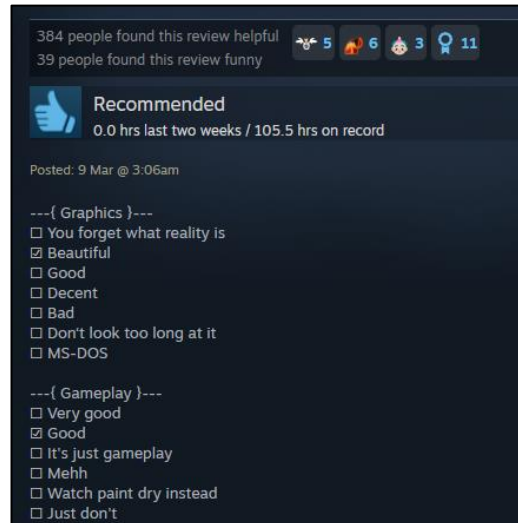 384 people found this review helpful
39 people found this review funny
5 6 3 11
Recommended
0.0 hrs last two weeks / 105.5 hrs on record
Posted: 9 Mar @ 3:06am
---{ Graphics }---
☐ You forget what reality is
☑ Beautiful
☐ Good
☐ Decent
☐ Bad
☐ Don't look too long at it
☐ MS-DOS
---{ Gameplay }---
☐ Very good
☑ Good
☐ It's just gameplay
☐ Mehh
☐ Watch paint dry instead
☐ Just don't